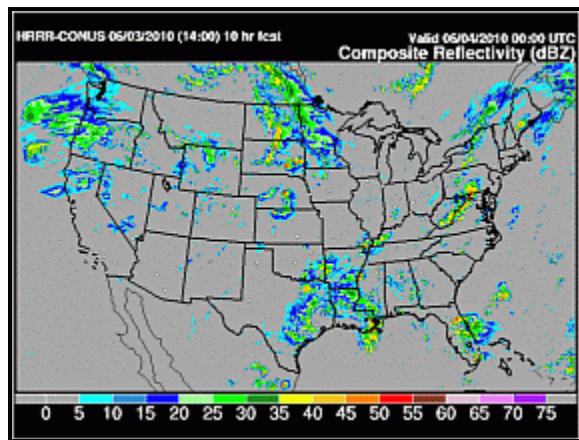 HRRR-CONUS 06/03/2010 (14:00) 10 hr fcst
Valid 06/04/2010 00:00 UTC
Composite Reflectivity (dBZ)
0 5 10 15 20 25 30 35 40 45 50 55 60 65 70 75